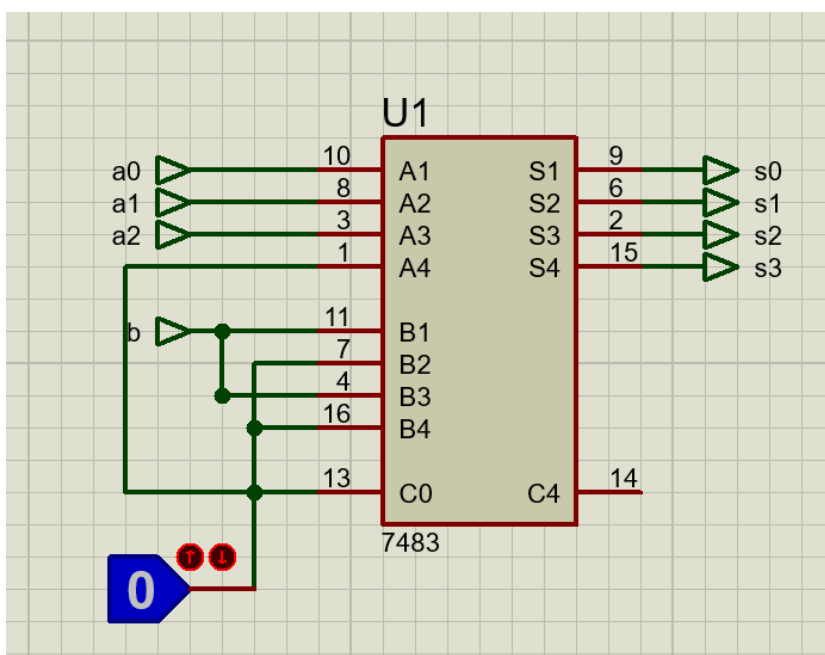 U1
a0 10 A1 S1 9 s0
a1 8 A2 S2 6 s1
a2 3 A3 S3 2 s2
1 A4 S4 15 s3
b 11 B1
7 B2
4 B3
16 B4
13 C0 C4 14
7483
0